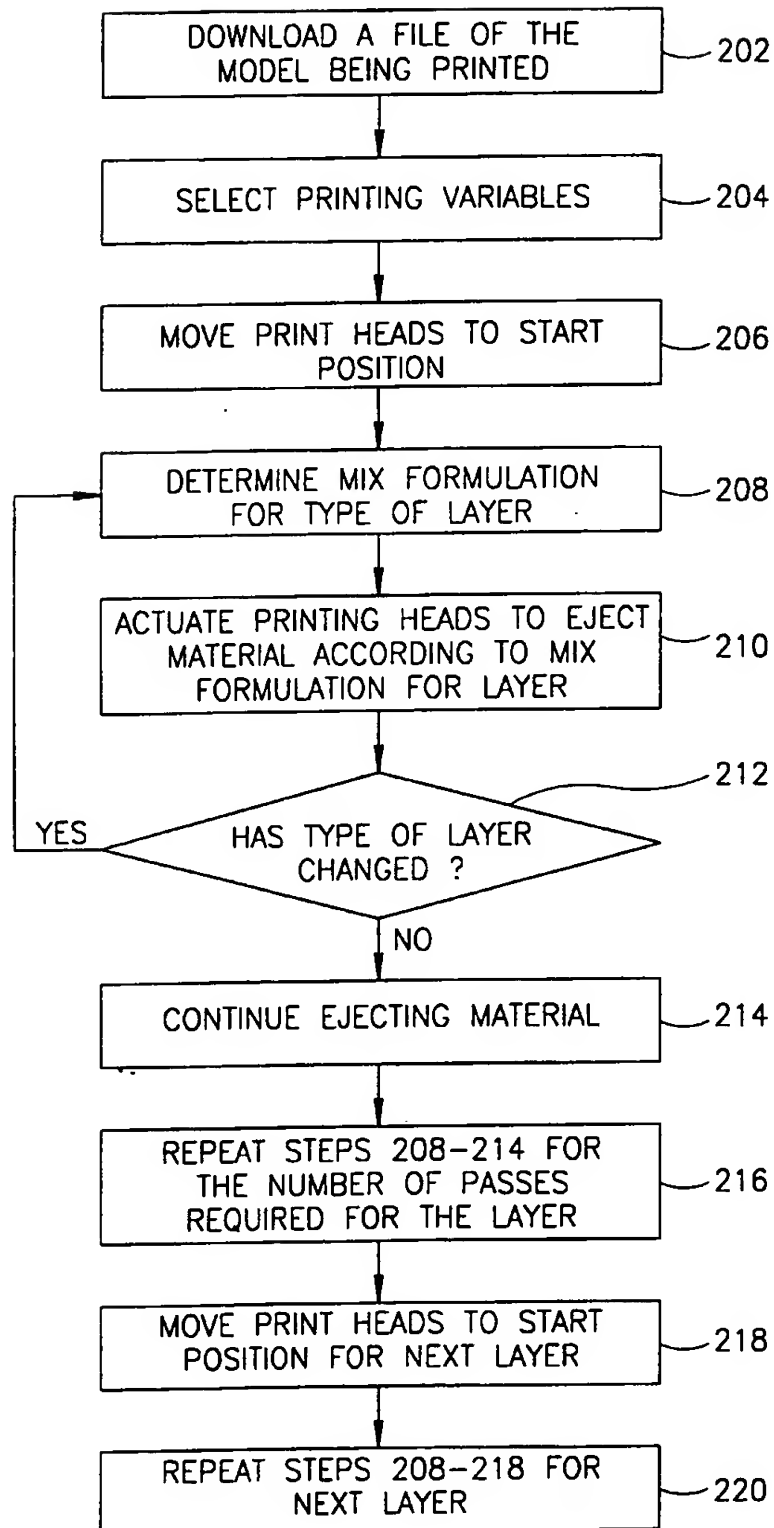 DOWNLOAD A FILE OF THE
MODEL BEING PRINTED
202
SELECT PRINTING VARIABLES
204
MOVE PRINT HEADS TO START
POSITION
206
DETERMINE MIX FORMULATION
FOR TYPE OF LAYER
208
ACTUATE PRINTING HEADS TO EJECT
MATERIAL ACCORDING TO MIX
FORMULATION FOR LAYER
210
212
YES
HAS TYPE OF LAYER
CHANGED ?
NO
CONTINUE EJECTING MATERIAL
214
REPEAT STEPS 208-214 FOR
THE NUMBER OF PASSES
REQUIRED FOR THE LAYER
216
MOVE PRINT HEADS TO START
POSITION FOR NEXT LAYER
218
REPEAT STEPS 208-218 FOR
NEXT LAYER
220